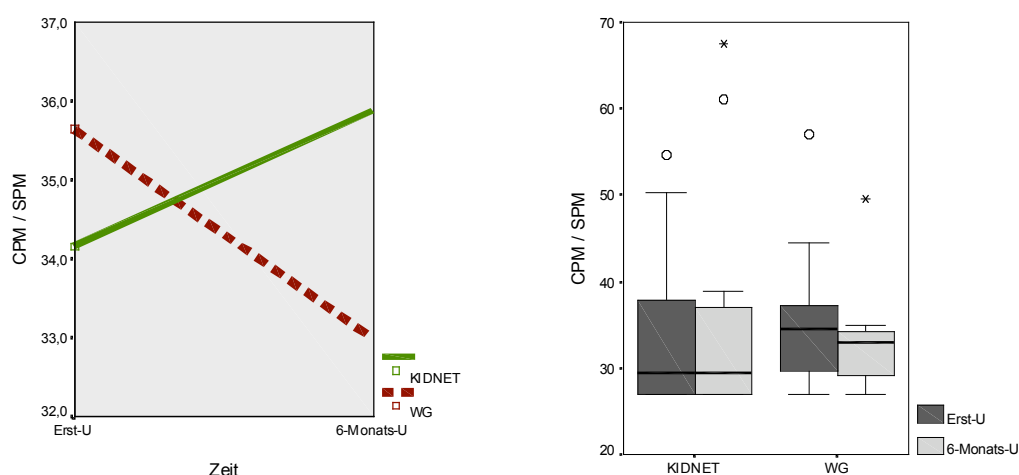 37,0
36,0
35,0
34,0
33,0
32,0
CPM / SPM
Erst-U
6-Monats-U
Zeit
KIDNET
WG
70
60
50
40
30
20
CPM / SPM
KIDNET
WG
Erst-U
6-Monats-U